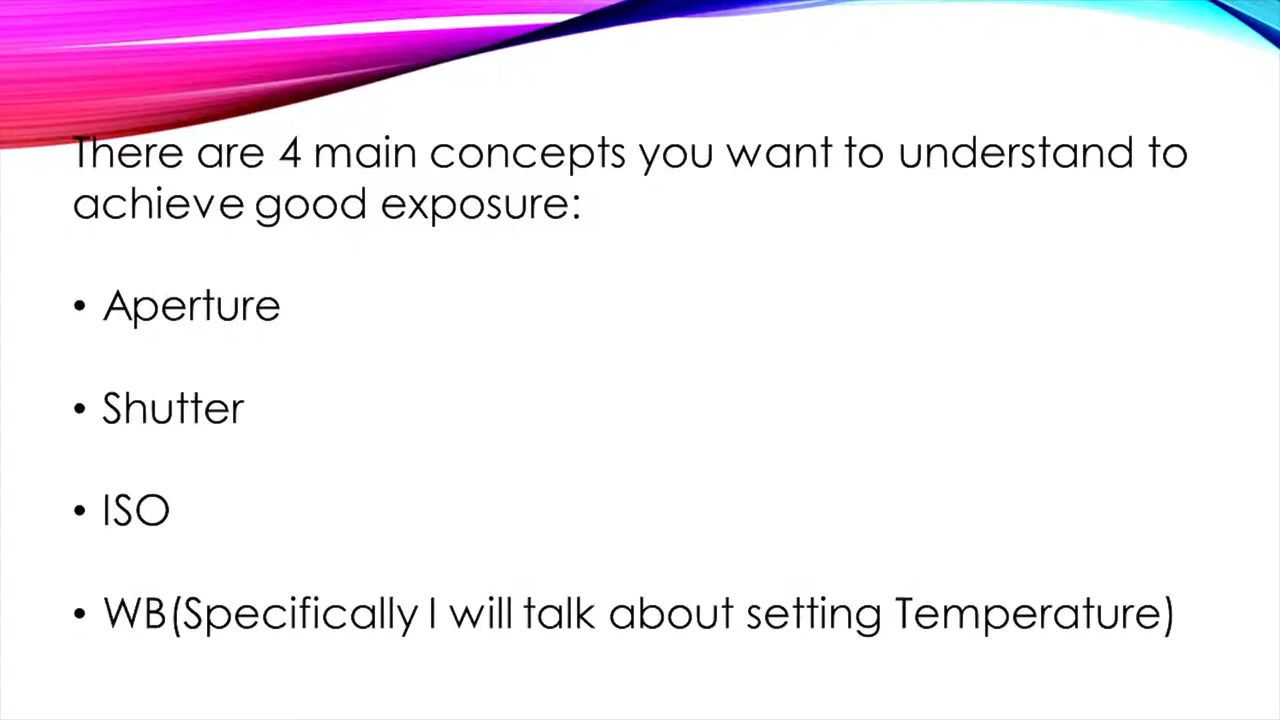 There are 4 main concepts you want to understand to
achieve good exposure:
• Aperture
• Shutter
• ISO
• WB(Specifically I will talk about setting Temperature)